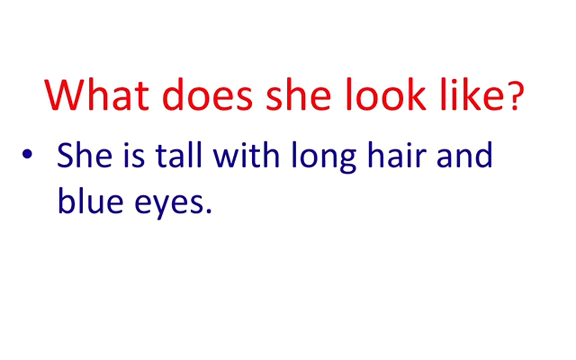 What does she look like?
• She is tall with long hair and
blue eyes.